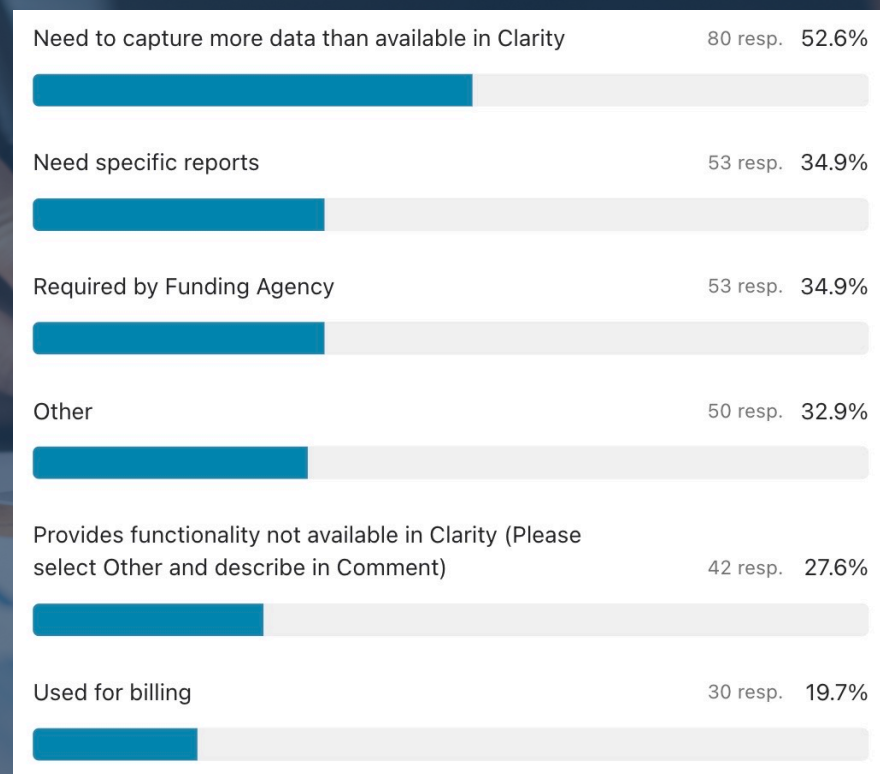 Need to capture more data than available in Clarity 80 resp. 52.6%
Need specific reports 53 resp. 34.9%
Required by Funding Agency 53 resp. 34.9%
Other 50 resp. 32.9%
Provides functionality not available in Clarity (Please
select Other and describe in Comment) 42 resp. 27.6%
Used for billing 30 resp. 19.7%